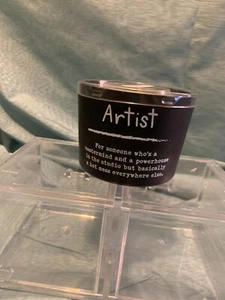 Artist
For someone who's a
mastermind and a powerhouse
in the studio but basically
a hot mess everywhere else.